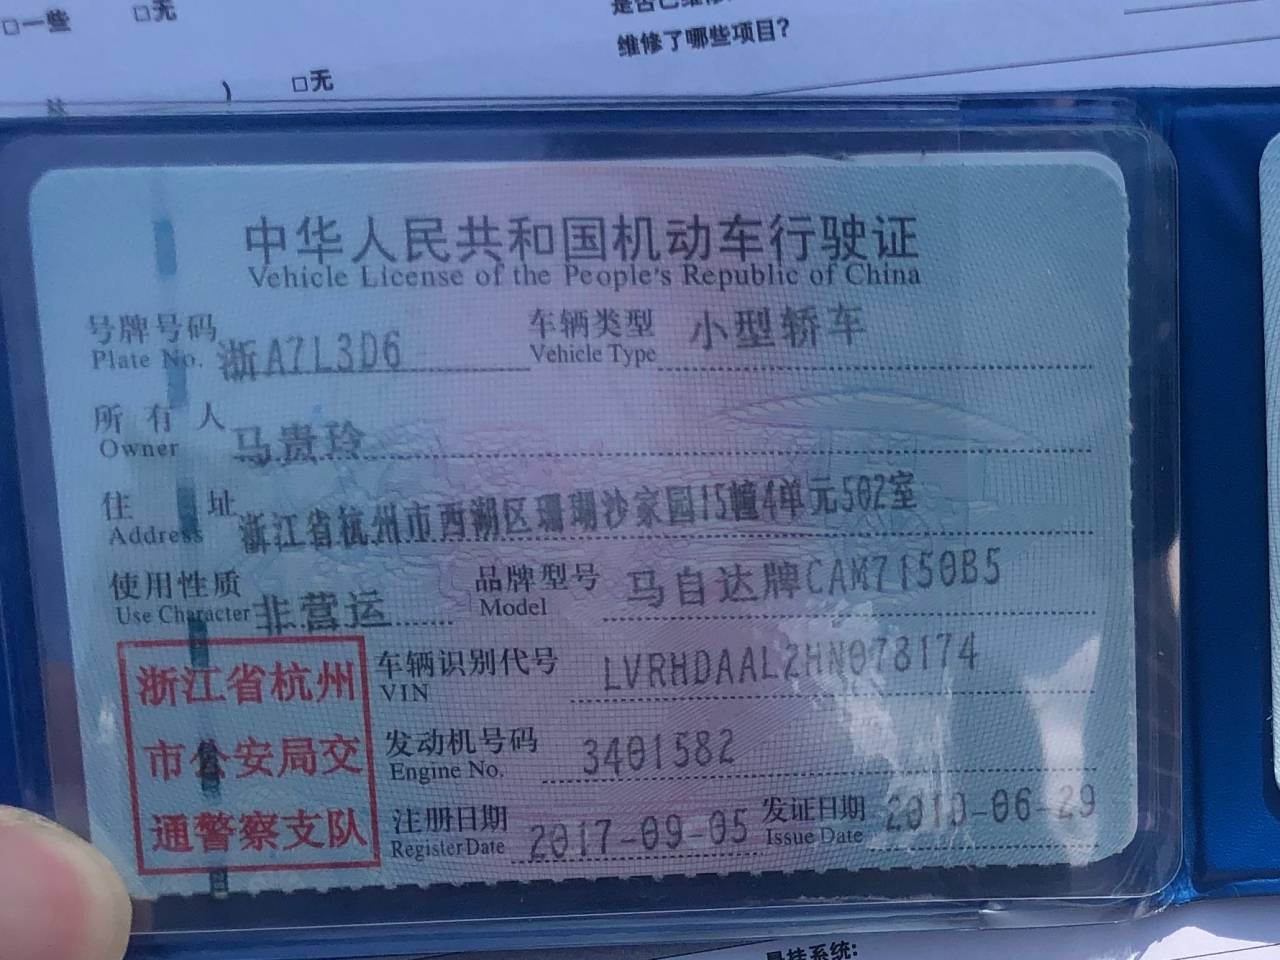 □一些 □无
维修了哪些项目?
) □无
中华人民共和国机动车行驶证
Vehicle License of the People's Republic of China
号牌号码 浙A7L3D6 车辆类型 小型轿车
Plate No. Vehicle Type
所有人 马贵玲
Owner
住址 浙江省杭州市西湖区珊瑚沙家园15幢4单元502室
Address
使用性质 非营运 品牌型号 马自达牌CAM7150B5
Use Character Model
浙江省杭州 车辆识别代号 LVRHDAAL2HN078174
VIN
市公安局交 发动机号码 3401582
Engine No.
通警察支队 注册日期 2017-09-05 发证日期
Register Date Issue Date